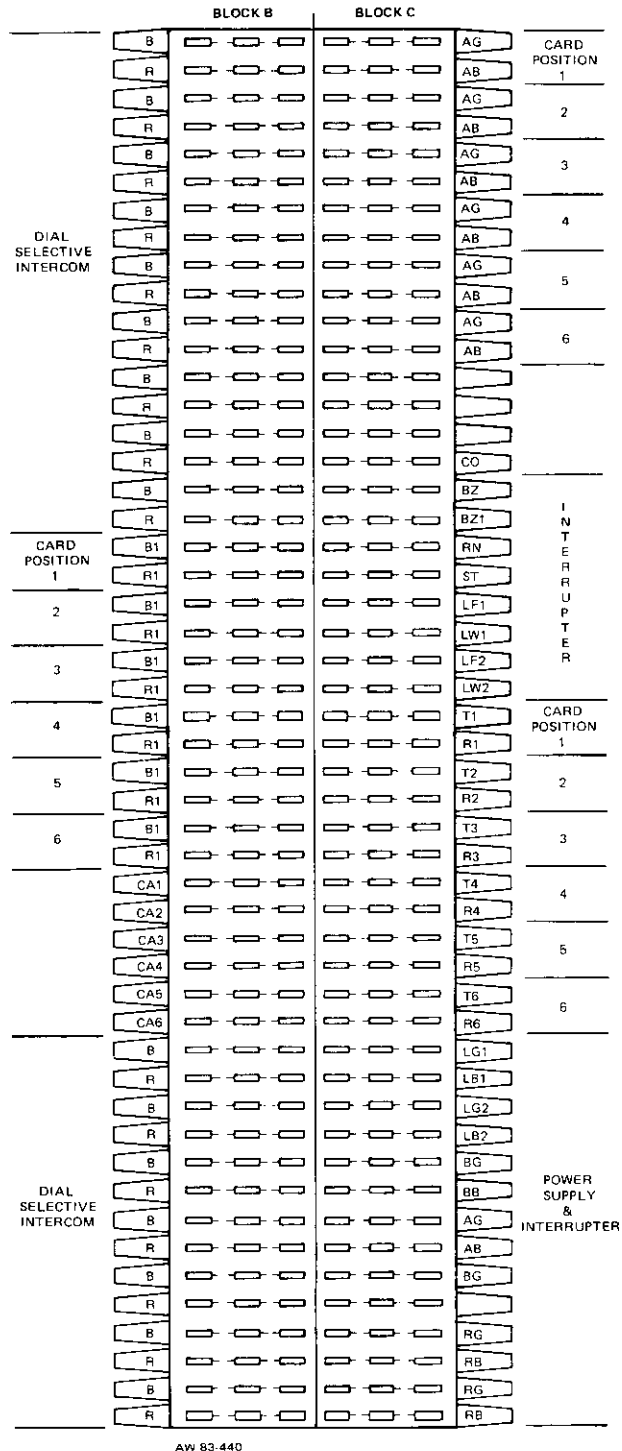 BLOCK B BLOCK C
B AG CARD
R AB POSITION
1
B AG
2
R AB
B AG
3
R AB
B AG
4
DIAL R AB
SELECTIVE
INTERCOM B AG
5
R AB
B AG
6
R AB
B
R
B
R CO
B BZ
R BZ1
CARD B1 RN
POSITION
1 R1 ST
INTERRUPTER
2 B1 LF1
R1 LW1
3 B1 LF2
R1 LW2
4 B1 T1 CARD
POSITION
R1 R1 1
5 B1 T2 2
R1 R2
6 B1 T3 3
R1 R3
CA1 T4
4
CA2 R4
CA3 T5
5
CA4 R5
CA5 T6
6
CA6 R6
B LG1
R LB1
B LG2
R LB2
B BG
DIAL R BB POWER
SELECTIVE SUPPLY
INTERCOM B AG &
INTERRUPTER
R AB
B BG
R
B RG
R RB
B RG
R RB
AW 83-440